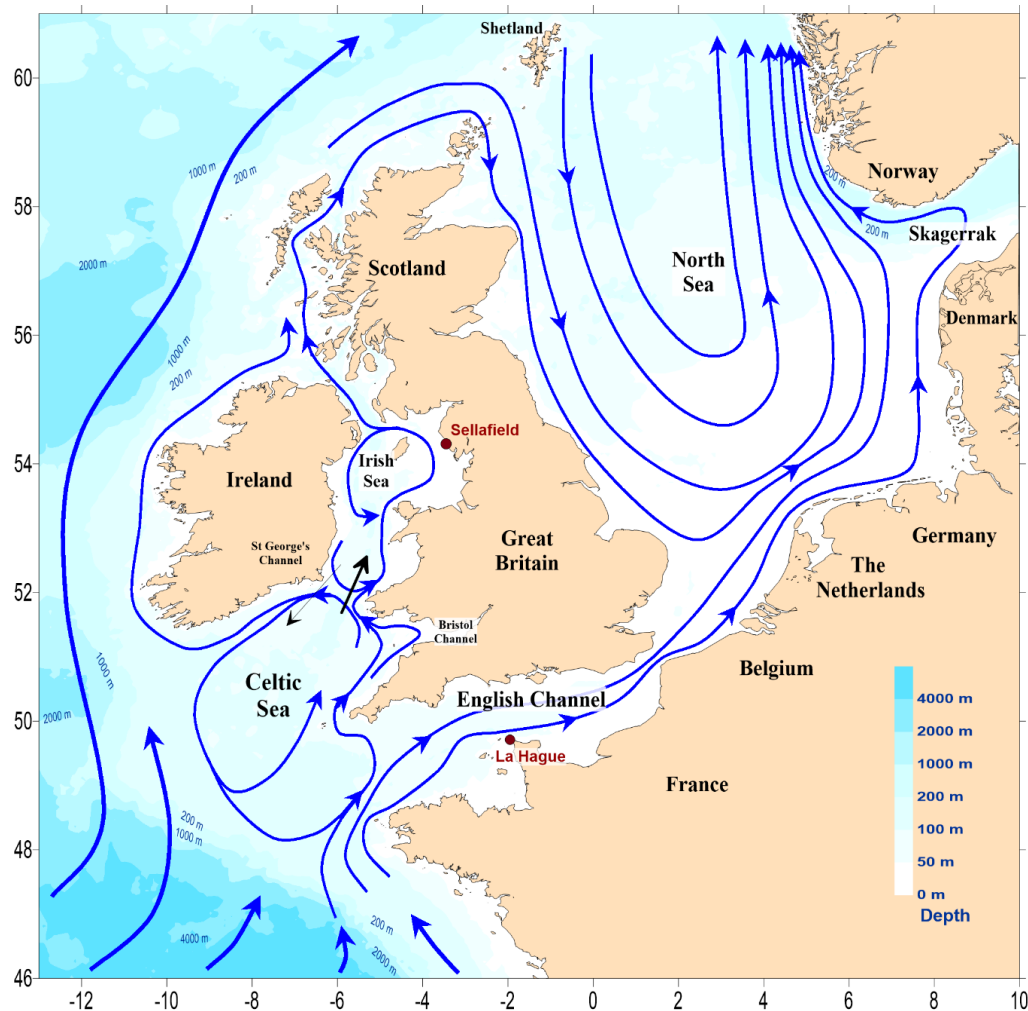 Shetland
60
1000 m
200 m
Norway
200 m
58
200 m
Skagerrak
2000 m
Scotland
North
Sea
Denmark
56
1000 m
200 m
Sellafield
54
Irish
Sea
Ireland
Great
Britain
Germany
St George's
Channel
The
Netherlands
52
Bristol
Channel
1000 m
Celtic
Sea
Belgium
English Channel
2000 m
50
4000 m
2000 m
1000 m
200 m
100 m
50 m
0 m
Depth
La Hague
France
200 m
1000 m
48
4000 m
200 m
2000 m
46
-12
-10
-8
-6
-4
-2
0
2
4
6
8
10